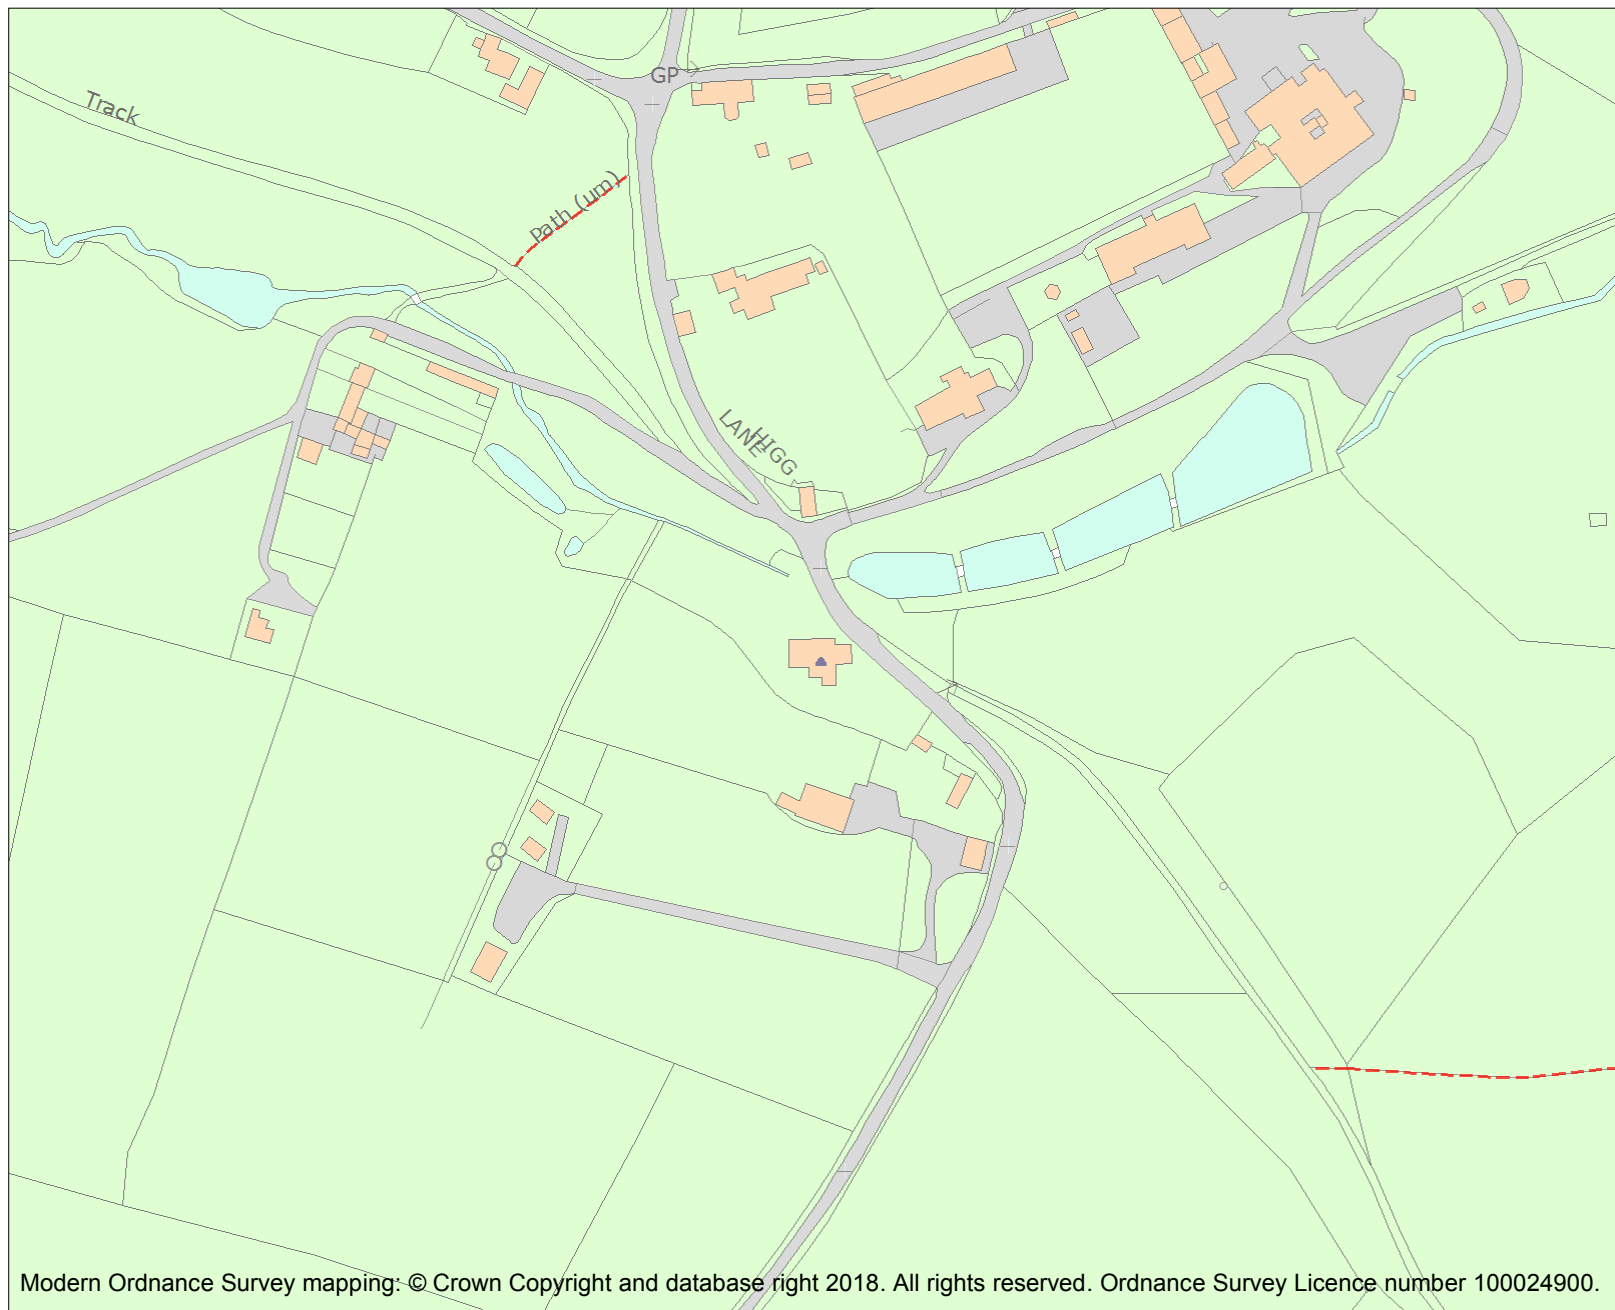 GP
Track
Path (um)
LANE
HIGG
Modern Ordnance Survey mapping: © Crown Copyright and database right 2018. All rights reserved. Ordnance Survey Licence number 100024900.